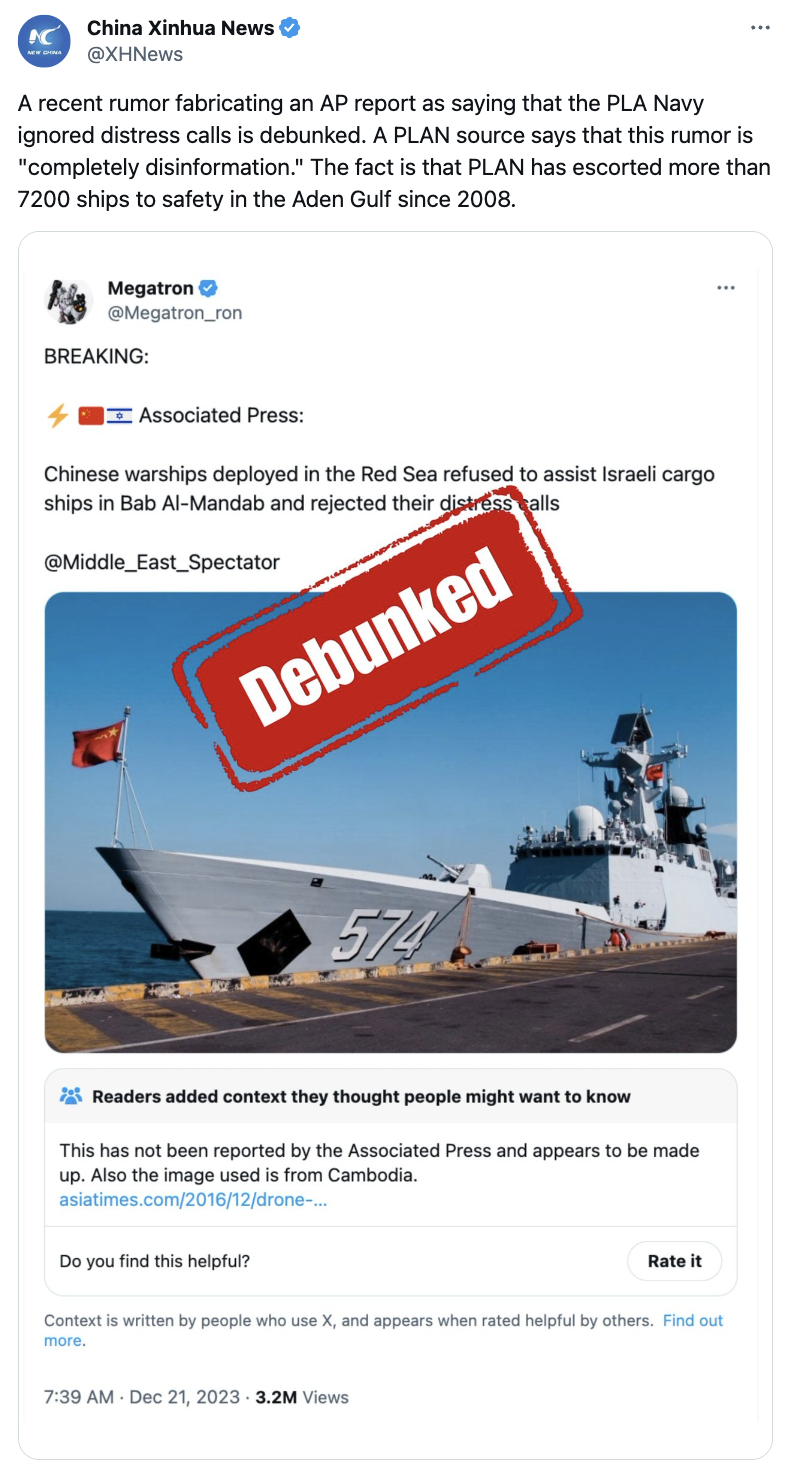 China Xinhua News
@XHNews
A recent rumor fabricating an AP report as saying that the PLA Navy
ignored distress calls is debunked. A PLAN source says that this rumor is
"completely disinformation." The fact is that PLAN has escorted more than
7200 ships to safety in the Aden Gulf since 2008.
NC
NEW CHINA
Megatron
@Megatron_ron
BREAKING:
⚡🇨🇳🇮🇱 Associated Press:
Chinese warships deployed in the Red Sea refused to assist Israeli cargo
ships in Bab Al-Mandab and rejected their distress calls
@Middle_East_Spectator
Debunked
574
Readers added context they thought people might want to know
This has not been reported by the Associated Press and appears to be made
up. Also the image used is from Cambodia.
asiatimes.com/2016/12/drone-...
Do you find this helpful?
Rate it
Context is written by people who use X, and appears when rated helpful by others. Find out
more.
7:39 AM · Dec 21, 2023 · 3.2M Views